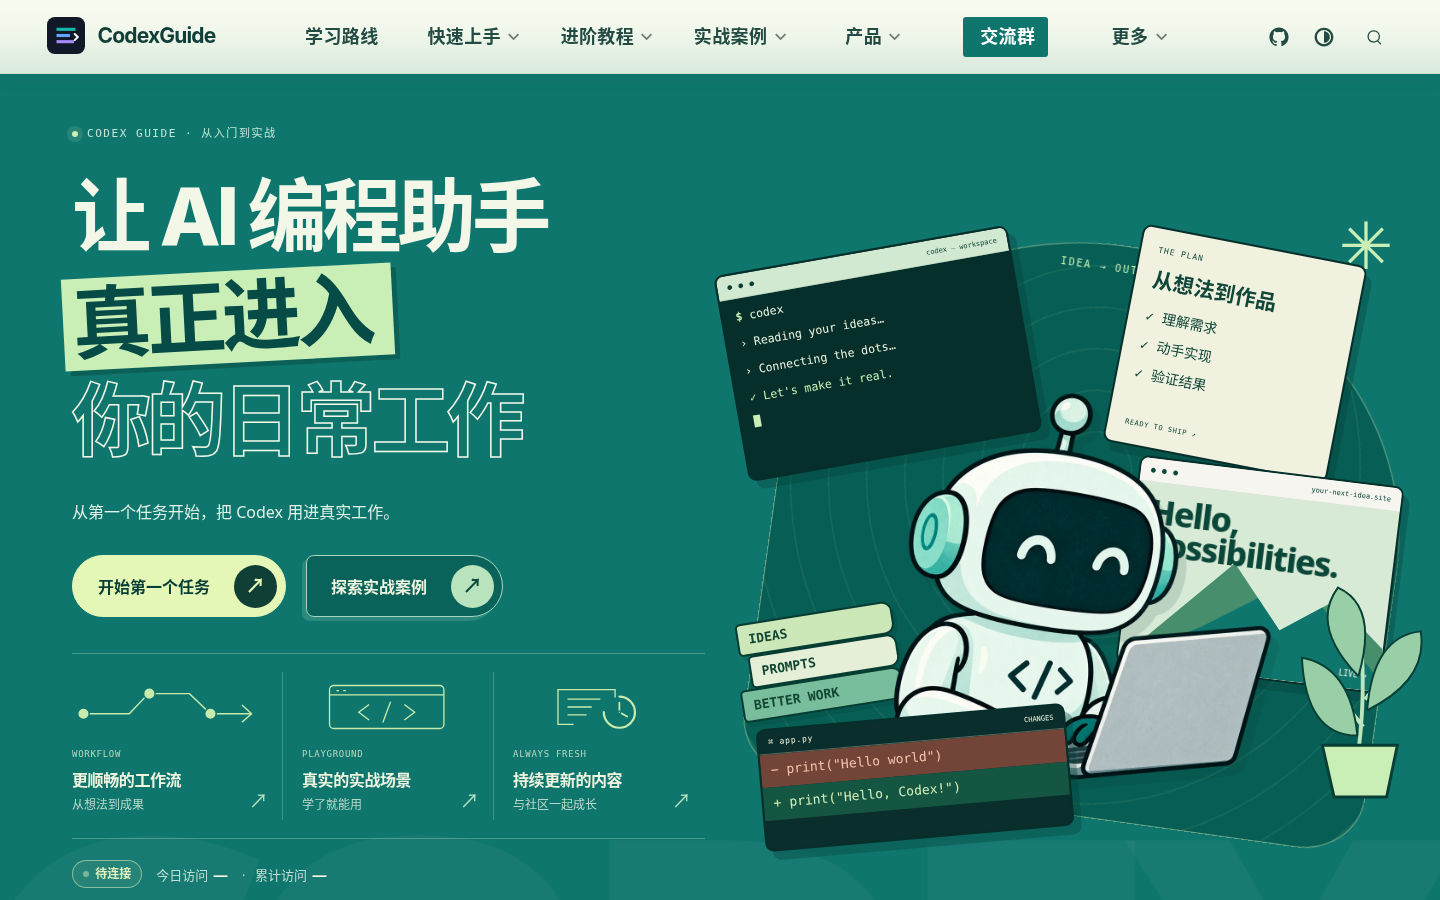 CodexGuide
学习路线
快速上手
进阶教程
实战案例
产品
交流群
更多
CODEX GUIDE · 从入门到实战
让 AI 编程助手
真正进入
你的日常工作
从第一个任务开始，把 Codex 用进真实工作。
开始第一个任务 ↗
探索实战案例 ↗
WORKFLOW
更顺畅的工作流
从想法到成果 ↗
PLAYGROUND
真实的实战场景
学了就能用 ↗
ALWAYS FRESH
持续更新的内容
与社区一起成长 ↗
待连接
今日访问 — · 累计访问 —
codex — workspace
$ codex
› Reading your ideas…
› Connecting the dots…
✓ Let's make it real.
IDEA → OUT
THE PLAN
从想法到作品
✓ 理解需求
✓ 动手实现
✓ 验证结果
READY TO SHIP ↗
your-next-idea.site
Hello,
ossibilities.
LIV
IDEAS
PROMPTS
BETTER WORK
</>
⌘ app.py
CHANGES
− print("Hello world")
+ print("Hello, Codex!")